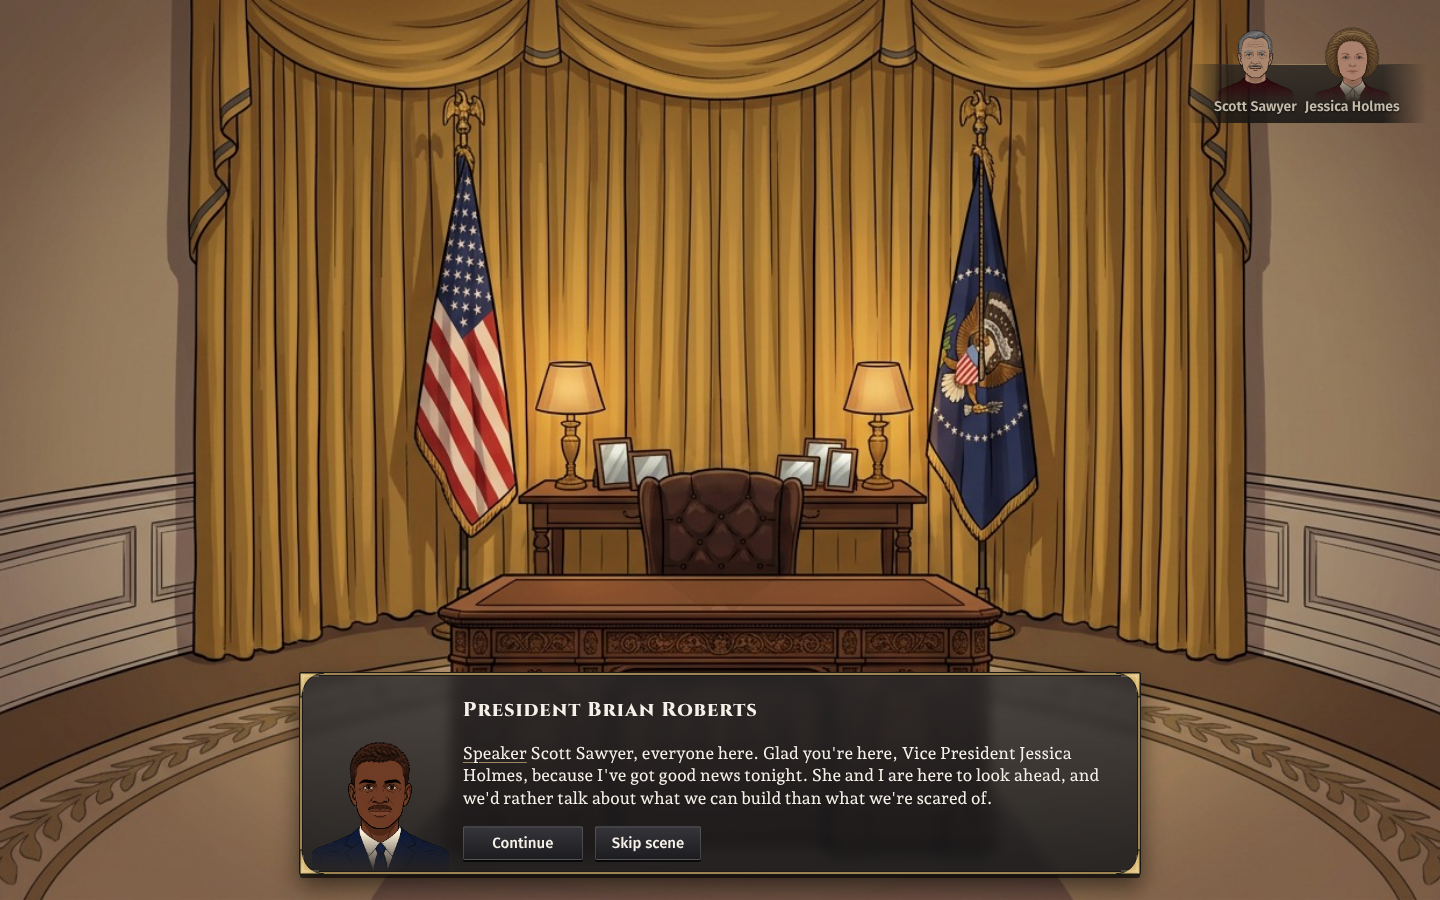 Scott Sawyer Jessica Holmes
President Brian Roberts
Speaker Scott Sawyer, everyone here. Glad you're here, Vice President Jessica
Holmes, because I've got good news tonight. She and I are here to look ahead, and
we'd rather talk about what we can build than what we're scared of.
Continue Skip scene